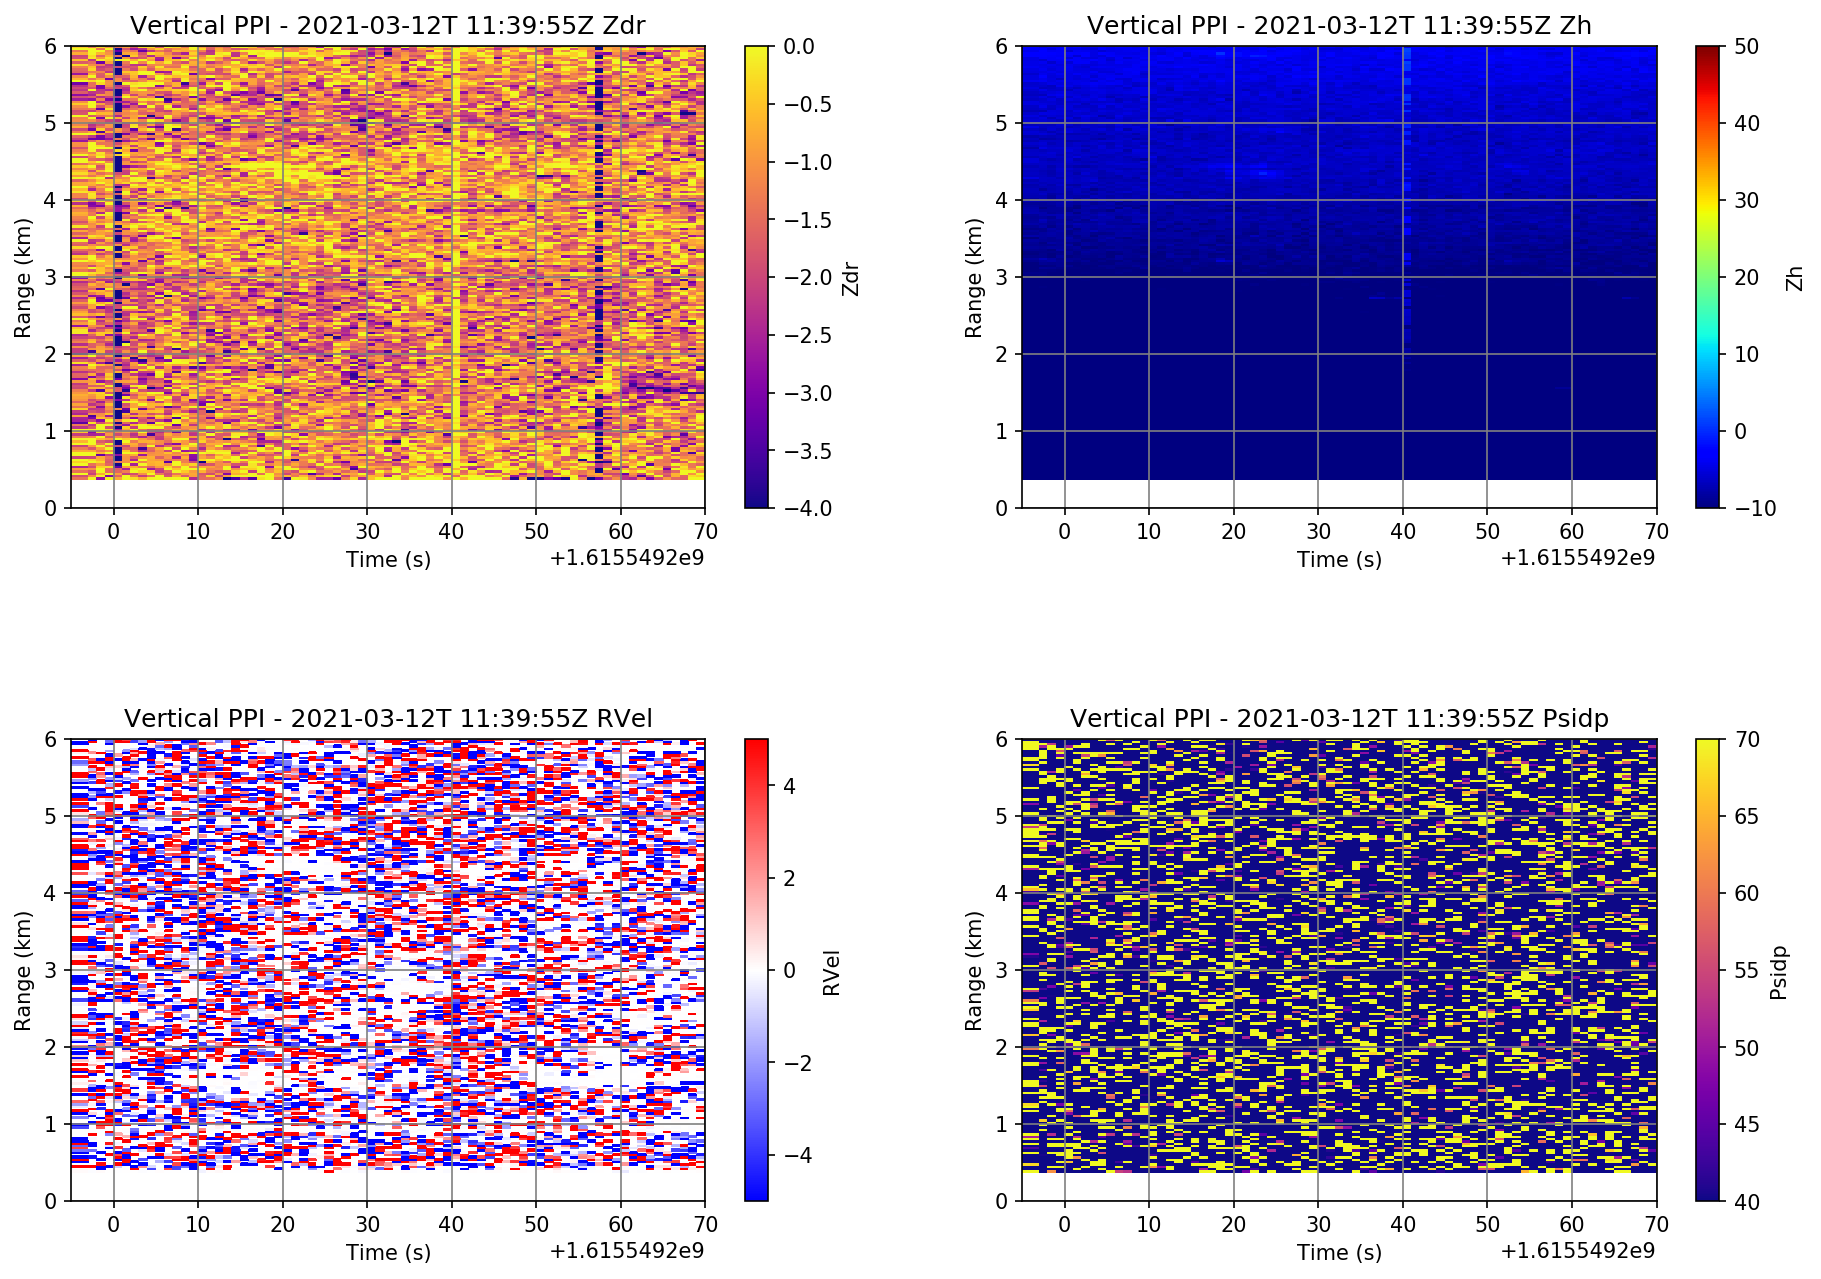 Vertical PPI - 2021-03-12T 11:39:55Z Zdr
6
5
4
3
2
1
0
Range (km)
0 10 20 30 40 50 60 70
Time (s)
+1.6155492e9
0.0
−0.5
−1.0
−1.5
−2.0
−2.5
−3.0
−3.5
−4.0
Zdr
Vertical PPI - 2021-03-12T 11:39:55Z Zh
6
5
4
3
2
1
0
Range (km)
0 10 20 30 40 50 60 70
Time (s)
+1.6155492e9
50
40
30
20
10
0
−10
Zh
Vertical PPI - 2021-03-12T 11:39:55Z RVel
6
5
4
3
2
1
0
Range (km)
0 10 20 30 40 50 60 70
Time (s)
+1.6155492e9
4
2
0
−2
−4
RVel
Vertical PPI - 2021-03-12T 11:39:55Z Psidp
6
5
4
3
2
1
0
Range (km)
0 10 20 30 40 50 60 70
Time (s)
+1.6155492e9
70
65
60
55
50
45
40
Psidp